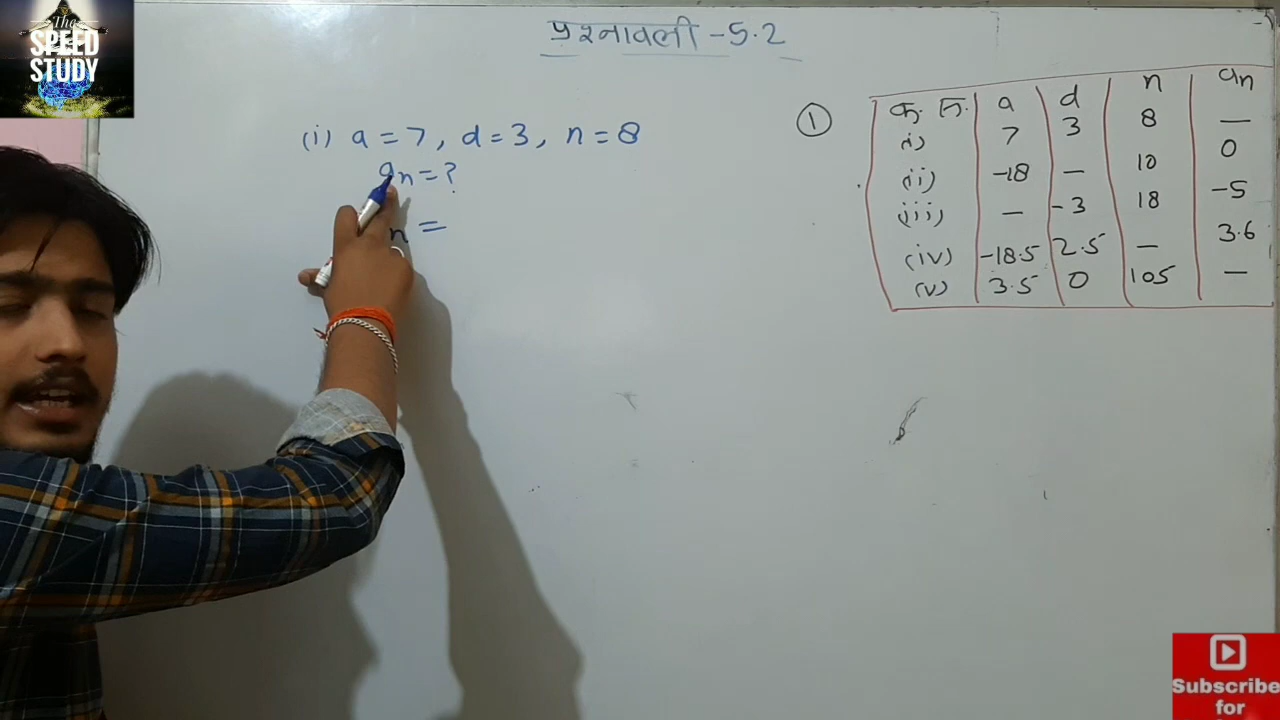 The
SPEED
STUDY
प्रश्नावली -5.2
(i) a = 7, d = 3, n = 8
an = ?
n =
①
क्र. सं. a d n an
(i) 7 3 8 —
(ii) -18 — 10 0
(iii) — -3 18 -5
(iv) -18.5 2.5 — 3.6
(v) 3.5 0 105 —
Subscribe
for